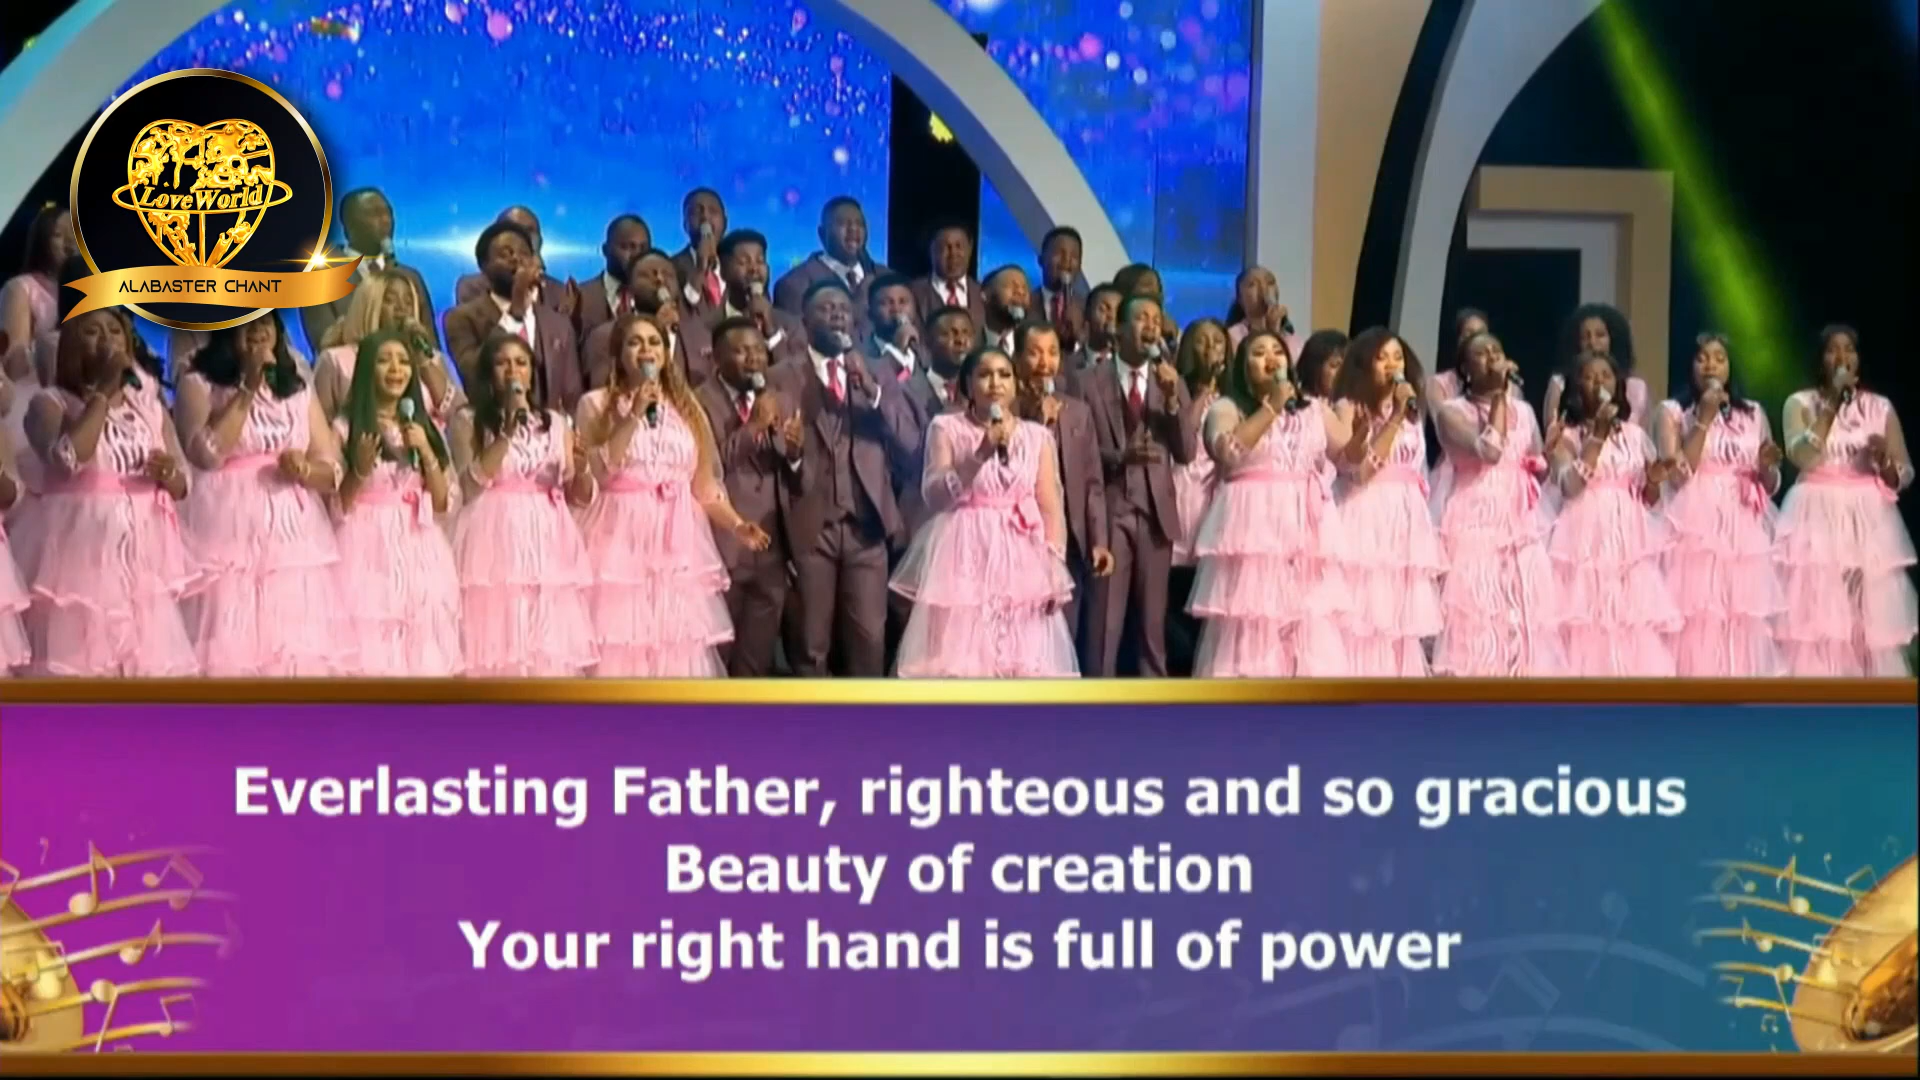 LoveWorld
ALABASTER CHANT
Everlasting Father, righteous and so gracious
Beauty of creation
Your right hand is full of power